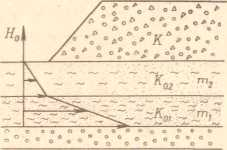 H₀
K
K₀₂ m₂
K₀₁ m₁